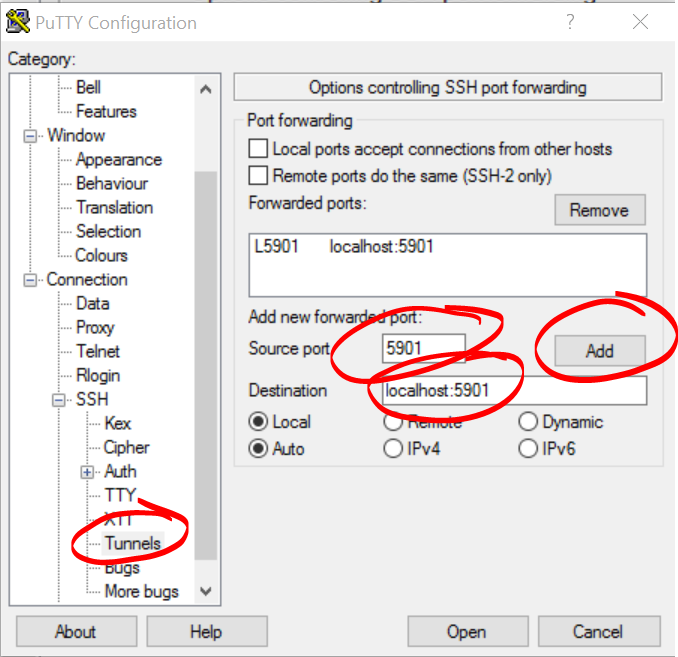 PuTTY Configuration
Category:
Bell
Features
Window
Appearance
Behaviour
Translation
Selection
Colours
Connection
Data
Proxy
Telnet
Rlogin
SSH
Kex
Cipher
Auth
TTY
X11
Tunnels
Bugs
More bugs
Options controlling SSH port forwarding
Port forwarding
Local ports accept connections from other hosts
Remote ports do the same (SSH-2 only)
Forwarded ports:
Remove
L5901 localhost:5901
Add new forwarded port:
Source port 5901 Add
Destination localhost:5901
Local Remote Dynamic
Auto IPv4 IPv6
About Help Open Cancel